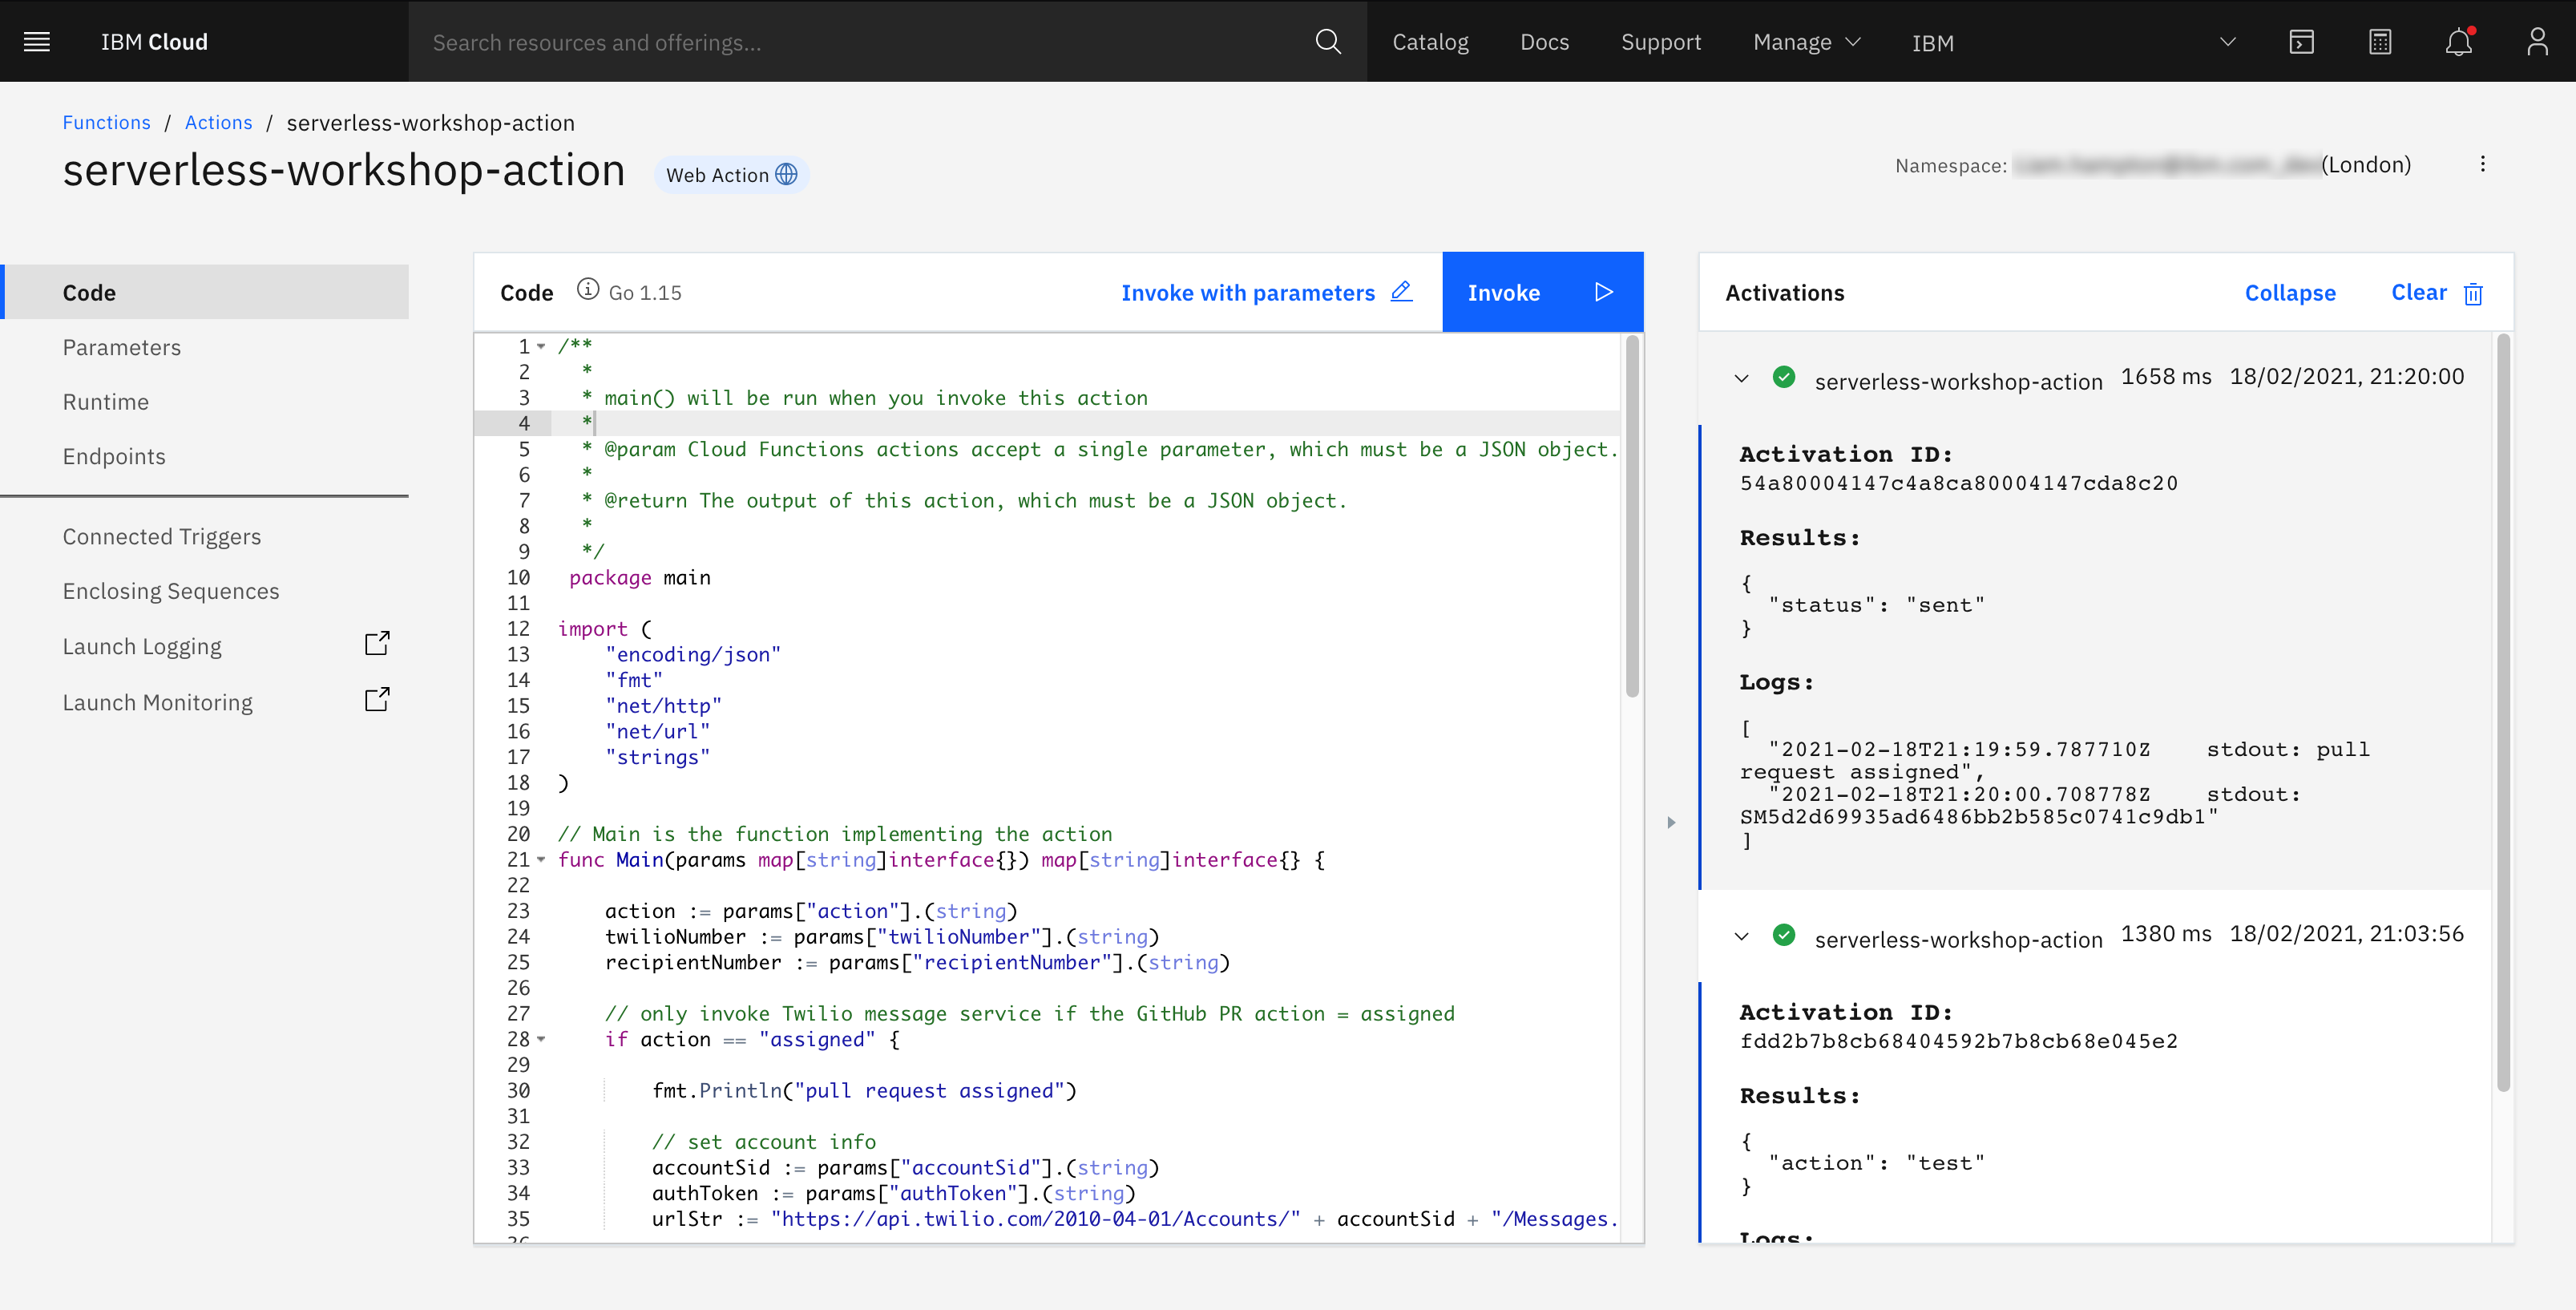 IBM Cloud
Search resources and offerings...
Catalog
Docs
Support
Manage
IBM
Functions / Actions / serverless-workshop-action
serverless-workshop-action
Web Action
Namespace:
(London)
Code
Parameters
Runtime
Endpoints
Connected Triggers
Enclosing Sequences
Launch Logging
Launch Monitoring
Code Go 1.15
Invoke with parameters
Invoke
1 /**
2 *
3 * main() will be run when you invoke this action
4 *
5 * @param Cloud Functions actions accept a single parameter, which must be a JSON object.
6 *
7 * @return The output of this action, which must be a JSON object.
8 *
9 */
10 package main
11
12 import (
13 "encoding/json"
14 "fmt"
15 "net/http"
16 "net/url"
17 "strings"
18 )
19
20 // Main is the function implementing the action
21 func Main(params map[string]interface{}) map[string]interface{} {
22
23 action := params["action"].(string)
24 twilioNumber := params["twilioNumber"].(string)
25 recipientNumber := params["recipientNumber"].(string)
26
27 // only invoke Twilio message service if the GitHub PR action = assigned
28 if action == "assigned" {
29
30 fmt.Println("pull request assigned")
31
32 // set account info
33 accountSid := params["accountSid"].(string)
34 authToken := params["authToken"].(string)
35 urlStr := "https://api.twilio.com/2010-04-01/Accounts/" + accountSid + "/Messages.
36
Activations
Collapse
Clear
serverless-workshop-action 1658 ms 18/02/2021, 21:20:00
Activation ID:
54a80004147c4a8ca80004147cda8c20
Results:
{
"status": "sent"
}
Logs:
[
"2021-02-18T21:19:59.787710Z stdout: pull
request assigned",
"2021-02-18T21:20:00.708778Z stdout:
SM5d2d69935ad6486bb2b585c0741c9db1"
]
serverless-workshop-action 1380 ms 18/02/2021, 21:03:56
Activation ID:
fdd2b7b8cb68404592b7b8cb68e045e2
Results:
{
"action": "test"
}
Logs: